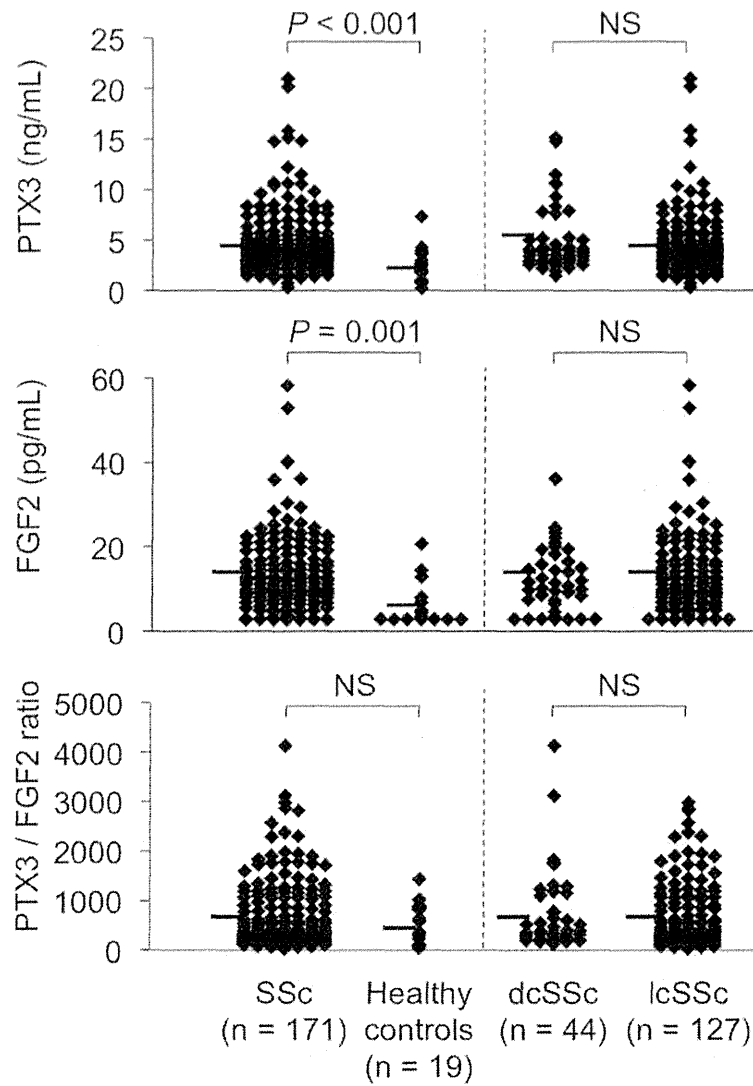 P < 0.001
NS
PTX3 (ng/mL)
25
20
15
10
5
0
P = 0.001
NS
FGF2 (pg/mL)
60
40
20
0
NS
NS
PTX3 / FGF2 ratio
5000
4000
3000
2000
1000
0
SSc
(n = 171)
Healthy
controls
(n = 19)
dcSSc
(n = 44)
lcSSc
(n = 127)